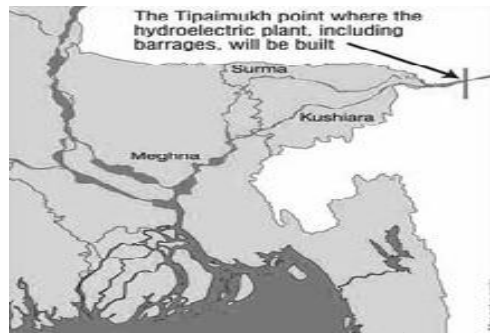 The Tipaimukh point where the
hydroelectric plant, including
barrages, will be built
Surma
Kushiara
Meghna